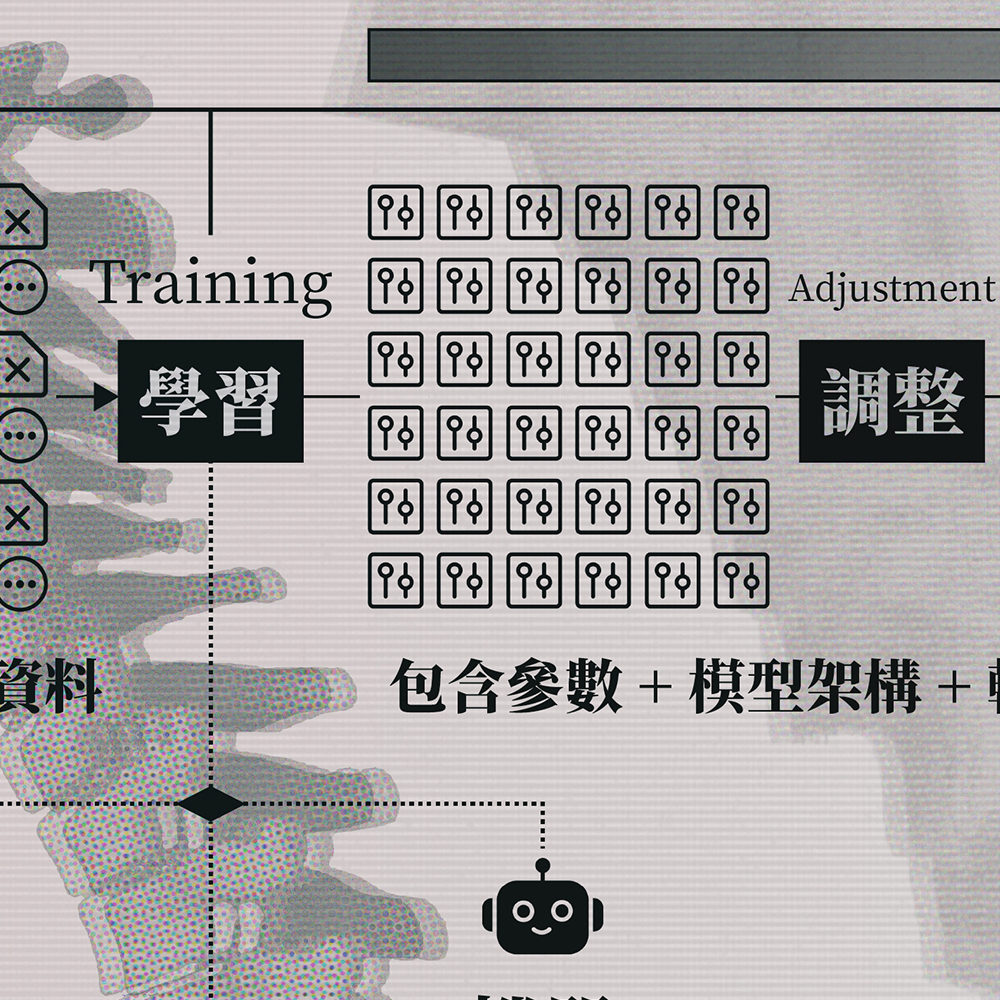 Training
Adjustment
學習
調整
資料
包含參數 + 模型架構 +